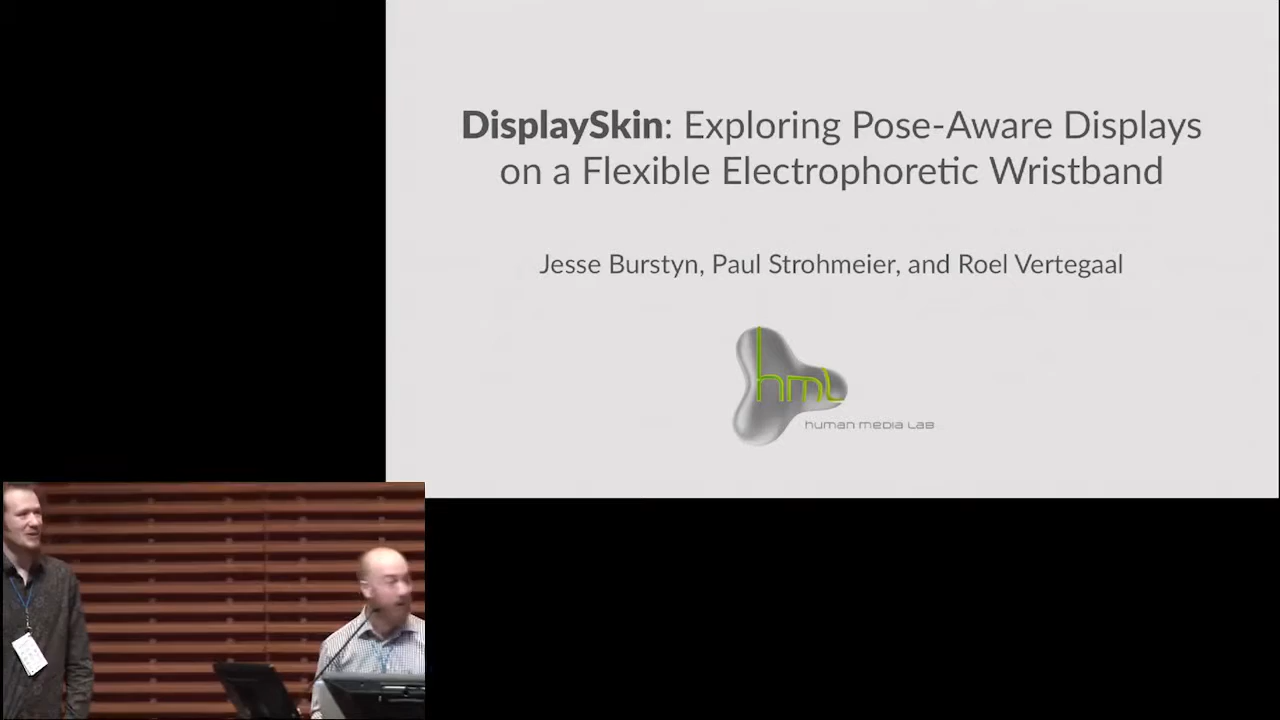 DisplaySkin: Exploring Pose-Aware Displays
on a Flexible Electrophoretic Wristband
Jesse Burstyn, Paul Strohmeier, and Roel Vertegaal
hml
human media lab